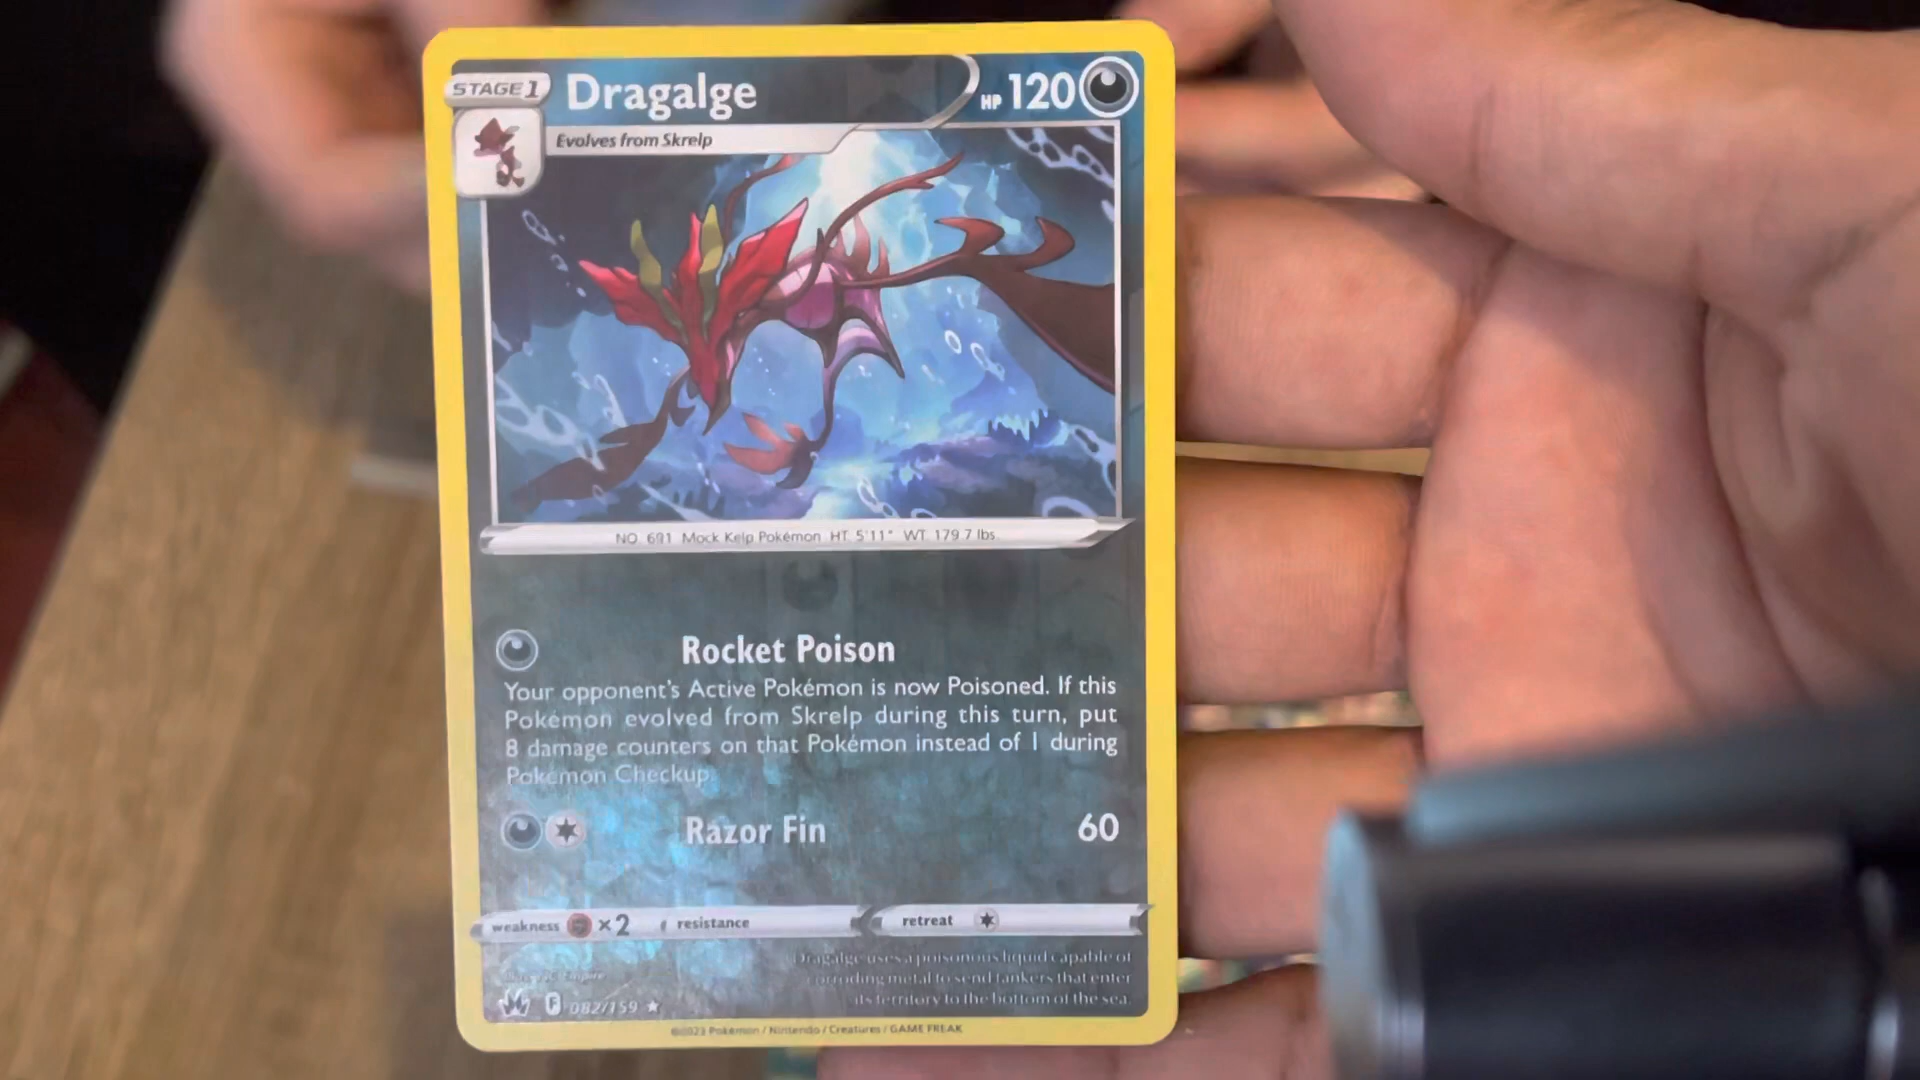 STAGE 1
Dragalge
HP 120
Evolves from Skrelp
NO. 691 Mock Kelp Pokémon HT. 5'11" WT. 179.7 lbs.
Rocket Poison
Your opponent's Active Pokémon is now Poisoned. If this
Pokémon evolved from Skrelp during this turn, put
8 damage counters on that Pokémon instead of 1 during
Pokémon Checkup.
Razor Fin 60
weakness ×2 resistance retreat
Dragalge uses a poisonous liquid capable of
corroding metal to send tankers that enter
its territory to the bottom of the sea.
F 082/159
©2023 Pokémon / Nintendo / Creatures / GAME FREAK